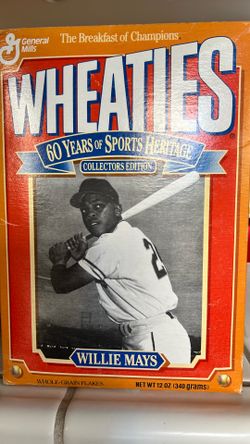 General
Mills
The Breakfast of Champions
WHEATIES
60 YEARS OF SPORTS HERITAGE
COLLECTORS EDITION
WILLIE MAYS
WHOLE GRAIN FLAKES
NET WT 12 OZ (340 grams)